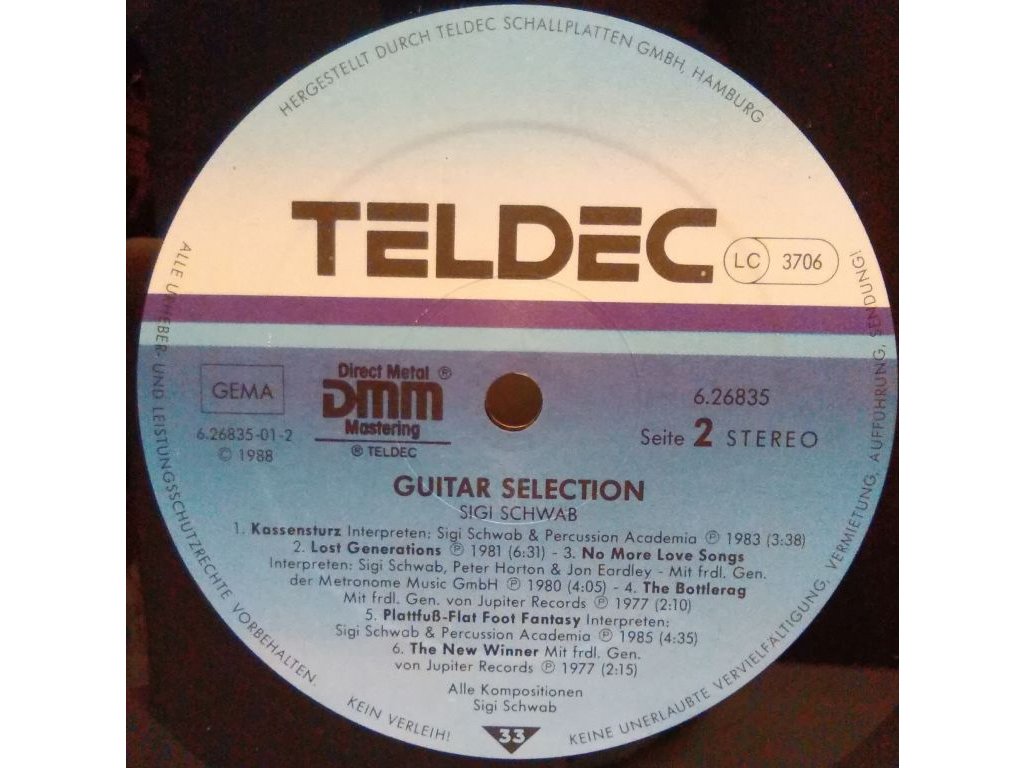 HERGESTELLT DURCH TELDEC SCHALLPLATTEN GMBH, HAMBURG
TELDEC
LC 3706
GEMA
6.26835-01-2
© 1988
Direct Metal ®
DMM
Mastering
® TELDEC
6.26835
Seite 2 STEREO
GUITAR SELECTION
SIGI SCHWAB
1. Kassensturz Interpreten: Sigi Schwab & Percussion Academia ℗ 1983 (3:38)
2. Lost Generations ℗ 1981 (6:31) - 3. No More Love Songs
Interpreten: Sigi Schwab, Peter Horton & Jon Eardley - Mit frdl. Gen.
der Metronome Music GmbH ℗ 1980 (4:05) - 4. The Bottlerag
Mit frdl. Gen. von Jupiter Records ℗ 1977 (2:10)
5. Plattfuß-Flat Foot Fantasy Interpreten:
Sigi Schwab & Percussion Academia ℗ 1985 (4:35)
6. The New Winner Mit frdl. Gen.
von Jupiter Records ℗ 1977 (2:15)
Alle Kompositionen
Sigi Schwab
33
ALLE URHEBER- UND LEISTUNGSSCHUTZRECHTE VORBEHALTEN. KEIN VERLEIH! KEINE UNERLAUBTE VERVIELFÄLTIGUNG, VERMIETUNG, AUFFÜHRUNG, SENDUNG!